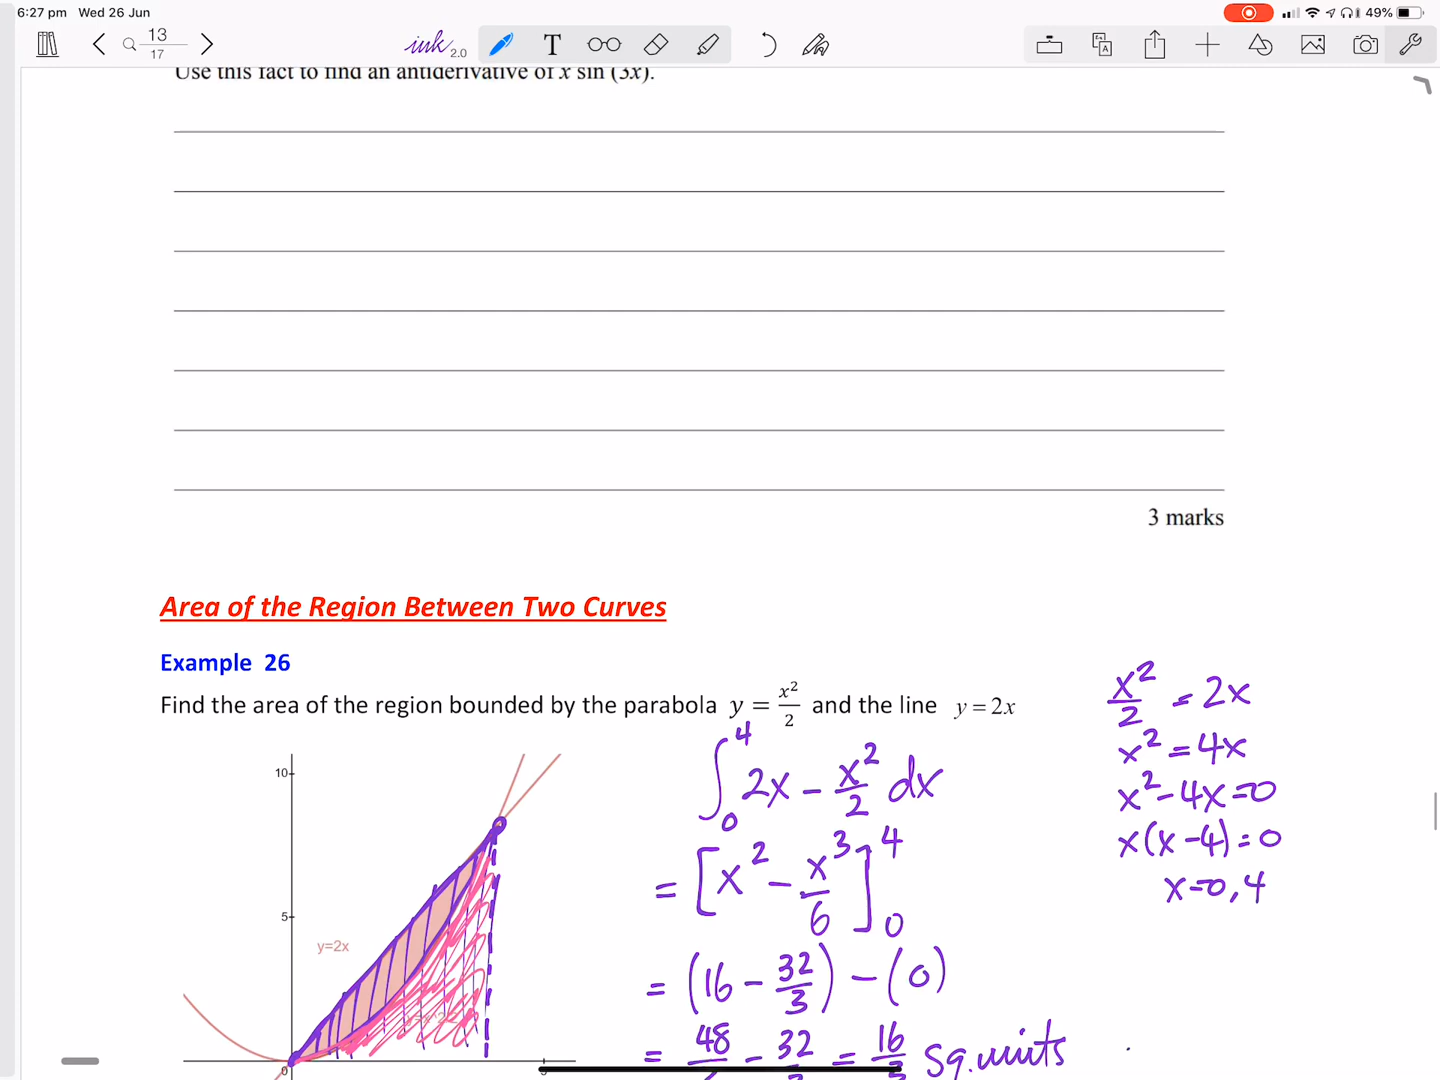 6:27 pm Wed 26 Jun
49%
13
17
ink 2.0
T
Use this fact to find an antiderivative of x sin (3x).
3 marks
Area of the Region Between Two Curves
Example 26
Find the area of the region bounded by the parabola y = x²/2 and the line y = 2x
x²/2 = 2x
x² = 4x
x² - 4x = 0
x(x - 4) = 0
x = 0, 4
∫₀⁴ 2x - x²/2 dx
= [x² - x³/6]₀⁴
= (16 - 32/3) - (0)
= 48/3 - 32/3 = 16/3 Sq.units
10
5
y=2x
0